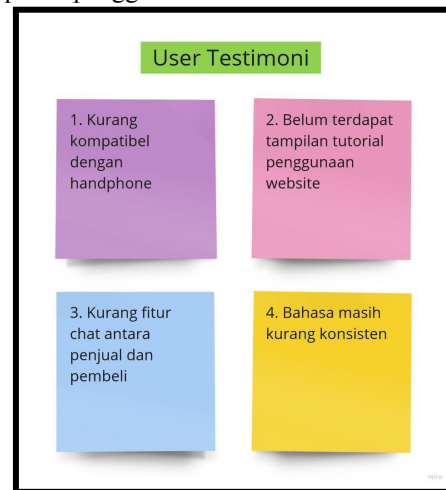 User Testimoni
1. Kurang
kompatibel
dengan
handphone
2. Belum terdapat
tampilan tutorial
penggunaan
website
3. Kurang fitur
chat antara
penjual dan
pembeli
4. Bahasa masih
kurang konsisten
miro